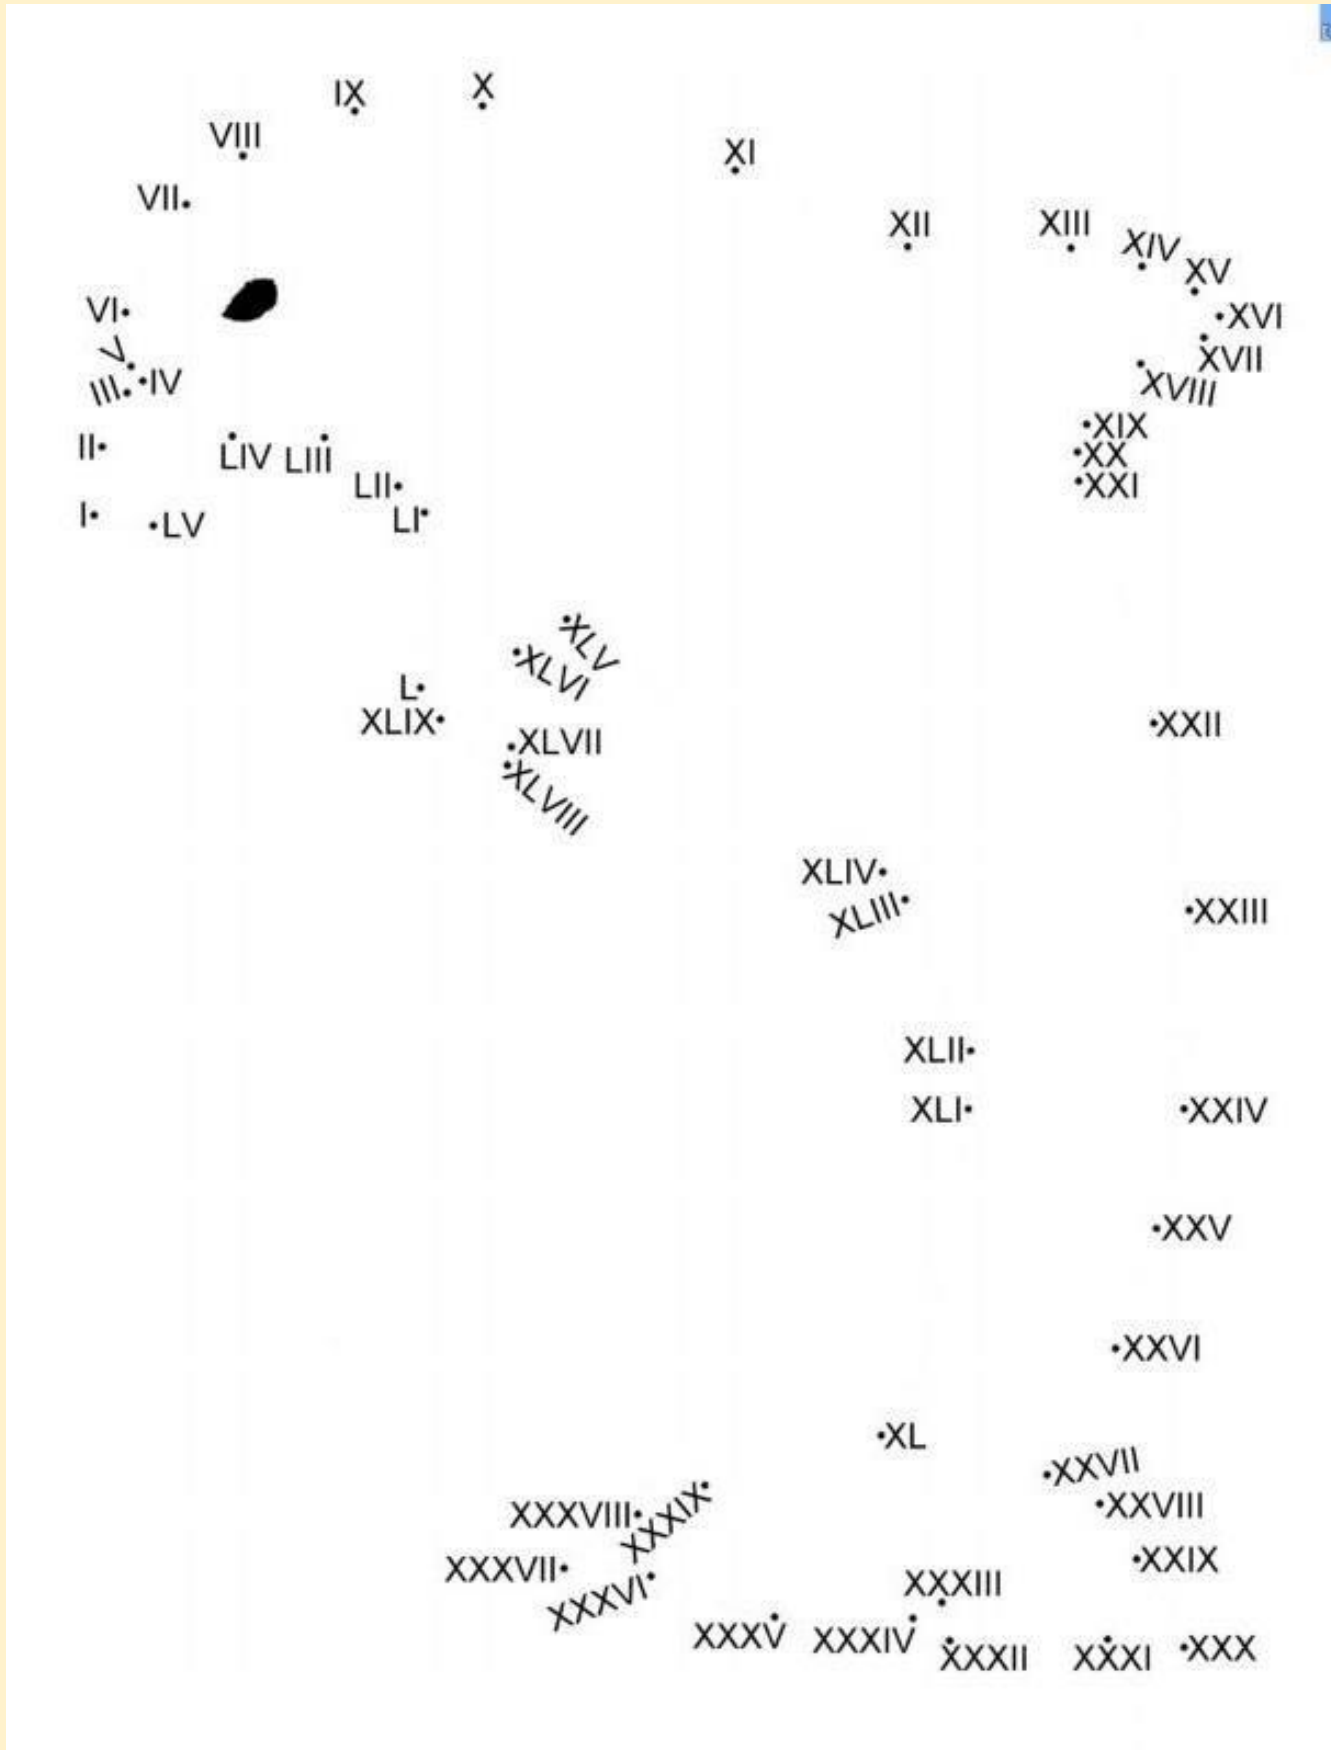 IX X
VIII
XI
VII
XII XIII XIV
XV
VI XVI
V XVII
III IV XVIII
II XIX
LIV LIII XX
LII XXI
I LV LI
XLV
XLVI
L
XLIX XLVII XXII
XLVIII
XLIV
XLIII XXIII
XLII
XLI XXIV
XXV
XXVI
XL
XXVII
XXXVIII XXXIX XXVIII
XXXVII XXIX
XXXVI XXXIII
XXXV XXXIV XXXII XXXI XXX